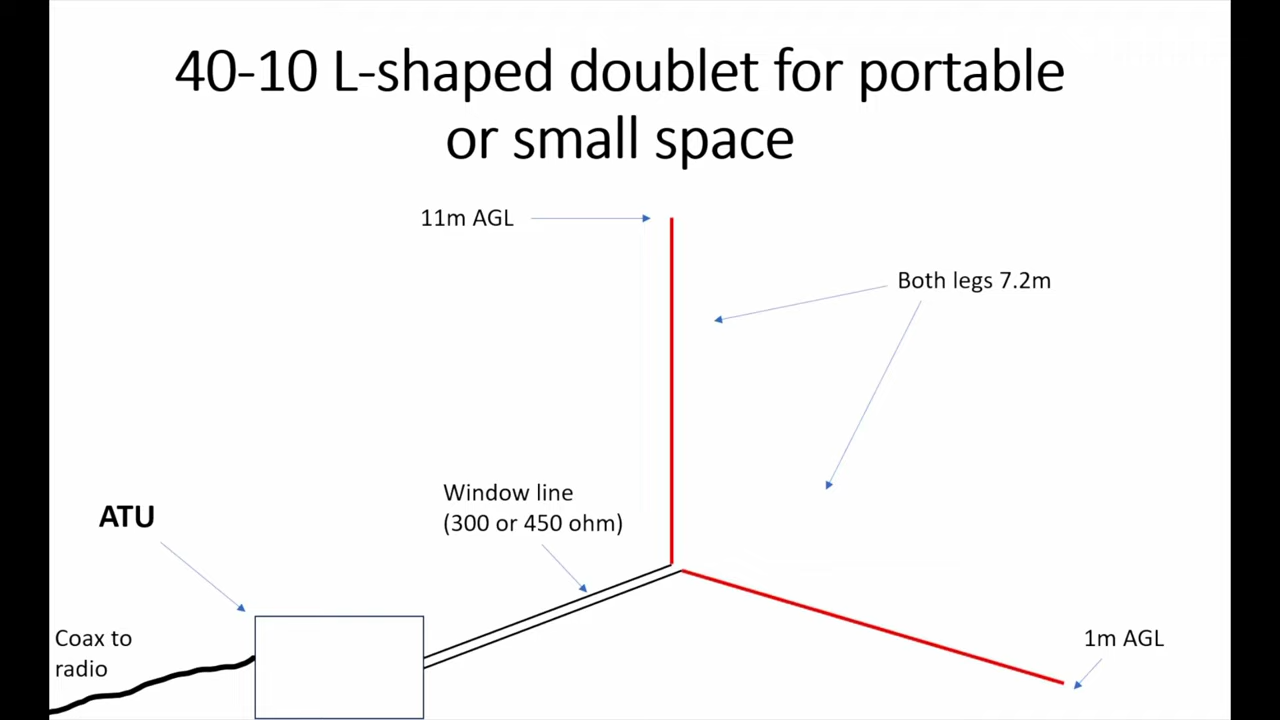 40-10 L-shaped doublet for portable
or small space
11m AGL
Both legs 7.2m
Window line
(300 or 450 ohm)
ATU
Coax to
radio
1m AGL